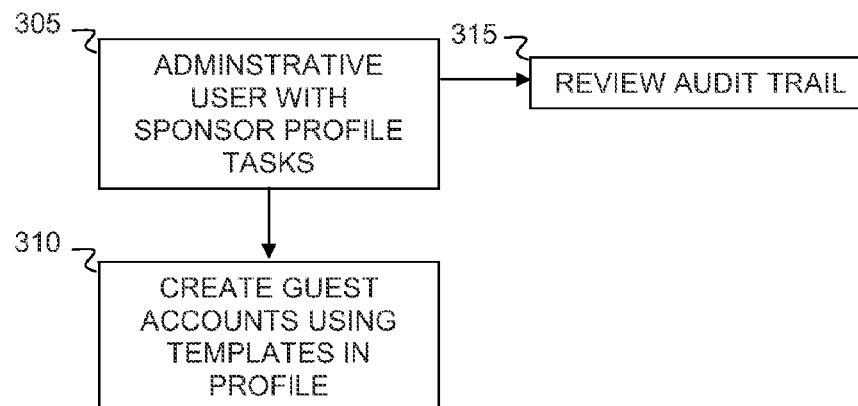 305
ADMINSTRATIVE
USER WITH
SPONSOR PROFILE
TASKS
315
REVIEW AUDIT TRAIL
310
CREATE GUEST
ACCOUNTS USING
TEMPLATES IN
PROFILE